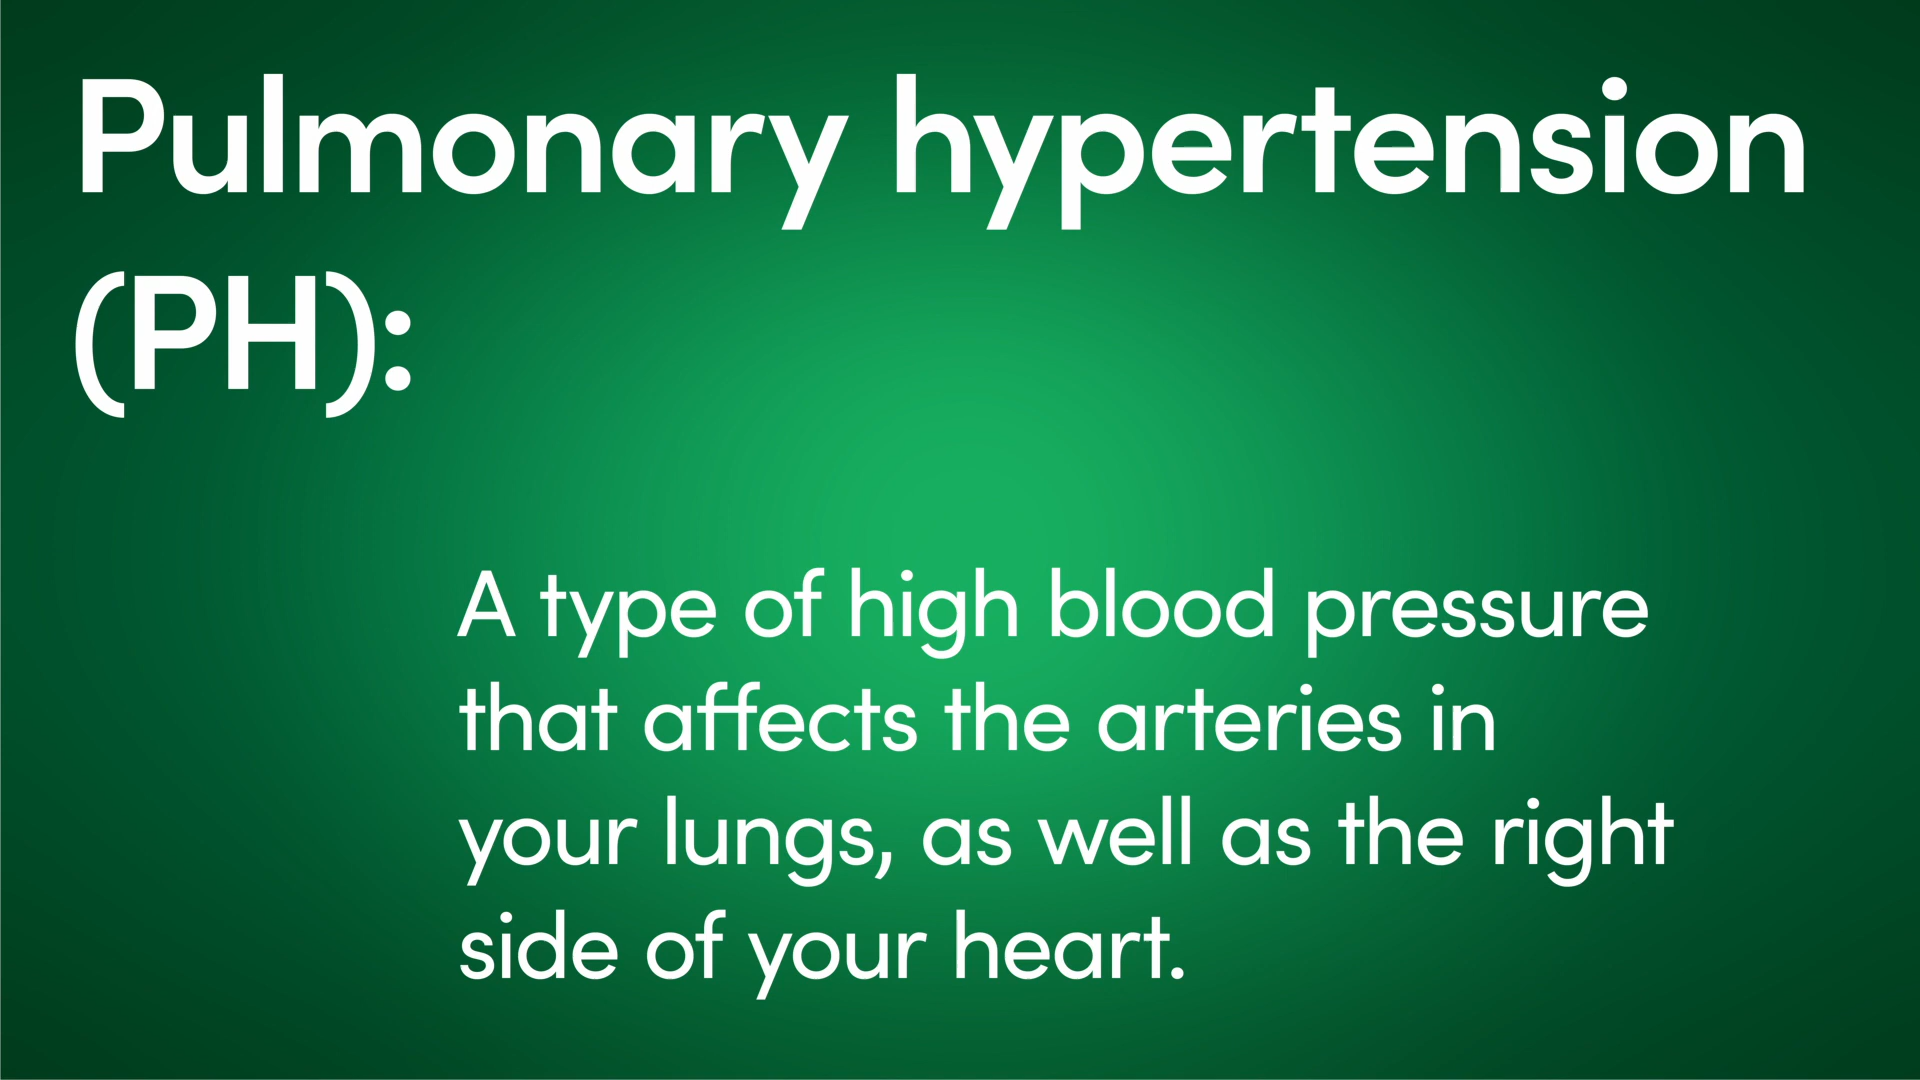 Pulmonary hypertension
(PH):
A type of high blood pressure
that affects the arteries in
your lungs, as well as the right
side of your heart.